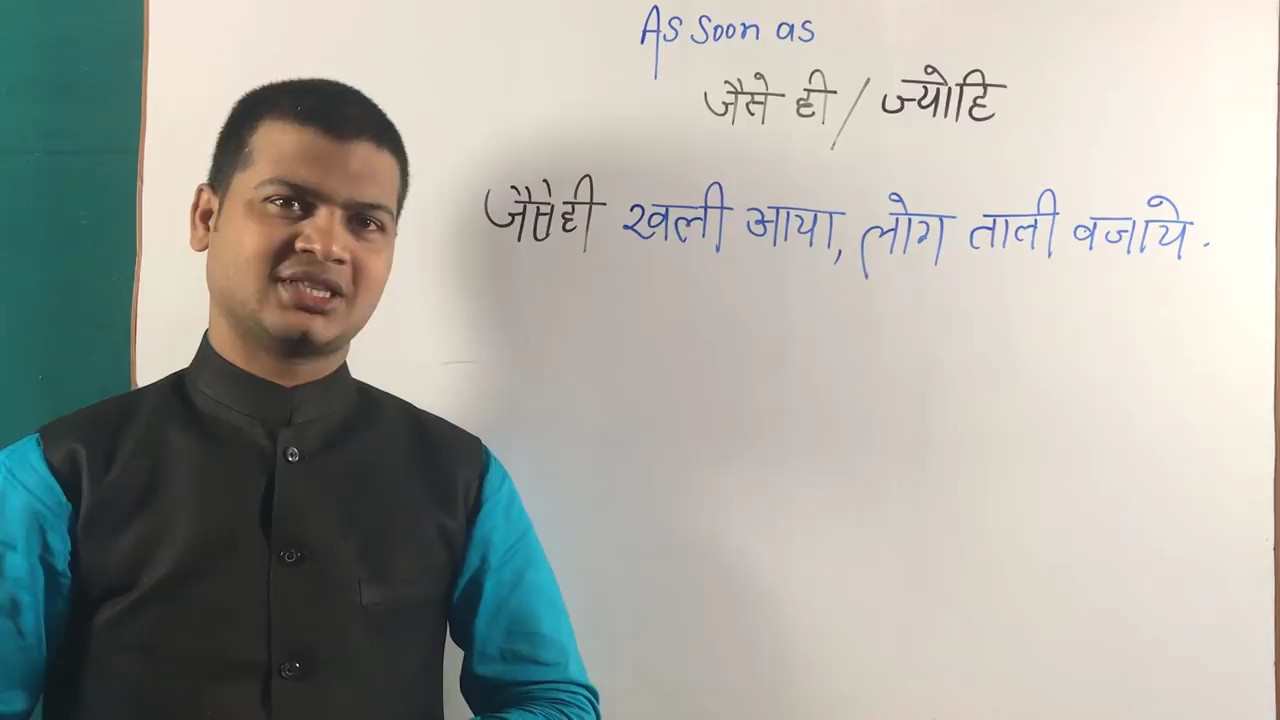 As soon as
जैसे ही / ज्योहि
जैसेही खली आया, लोग ताली बजाये.